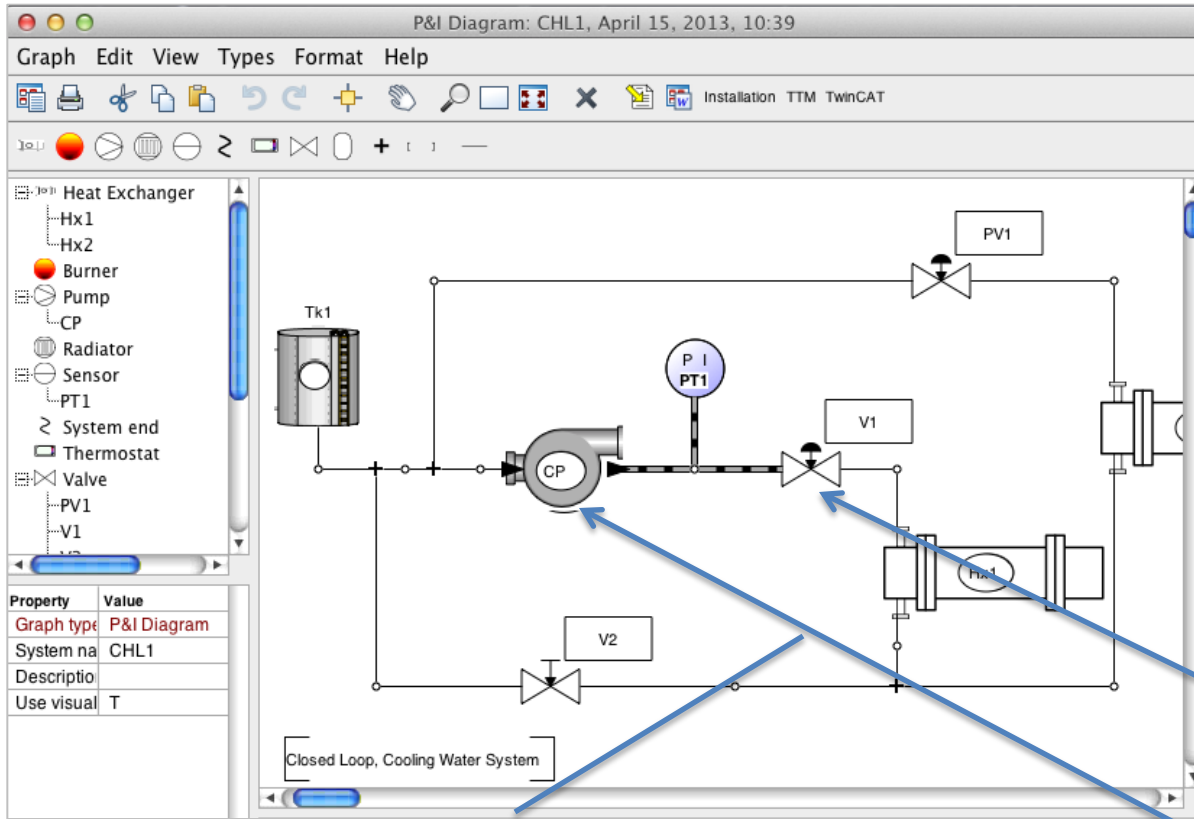 P&I Diagram: CHL1, April 15, 2013, 10:39
Graph Edit View Types Format Help
Installation TTM TwinCAT
Heat Exchanger
Hx1
Hx2
Burner
Pump
CP
Radiator
Sensor
PT1
System end
Thermostat
Valve
PV1
V1
Property Value
Graph type P&I Diagram
System na CHL1
Descriptio
Use visual T
PV1
Tk1
P I
PT1
V1
CP
Hx1
V2
Closed Loop, Cooling Water System